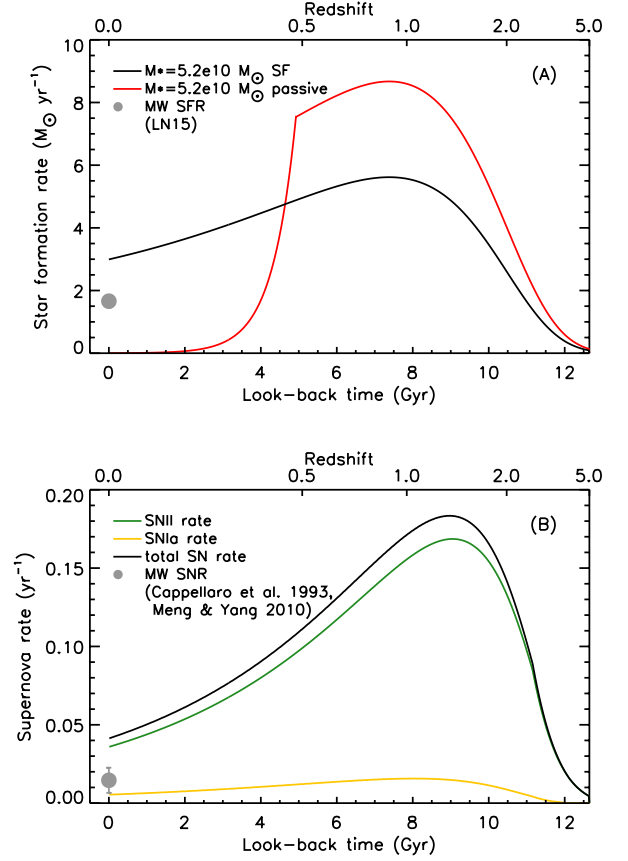 Redshift
0.0 0.5 1.0 2.0 5.0
10
8
6
4
2
0
Star formation rate (M⊙ yr⁻¹)
M*=5.2e10 M⊙ SF
M*=5.2e10 M⊙ passive
MW SFR
(LN15)
(A)
0 2 4 6 8 10 12
Look-back time (Gyr)
Redshift
0.0 0.5 1.0 2.0 5.0
0.20
0.15
0.10
0.05
0.00
Supernova rate (yr⁻¹)
SNII rate
SNIa rate
total SN rate
MW SNR
(Cappellaro et al. 1993,
Meng & Yang 2010)
(B)
0 2 4 6 8 10 12
Look-back time (Gyr)